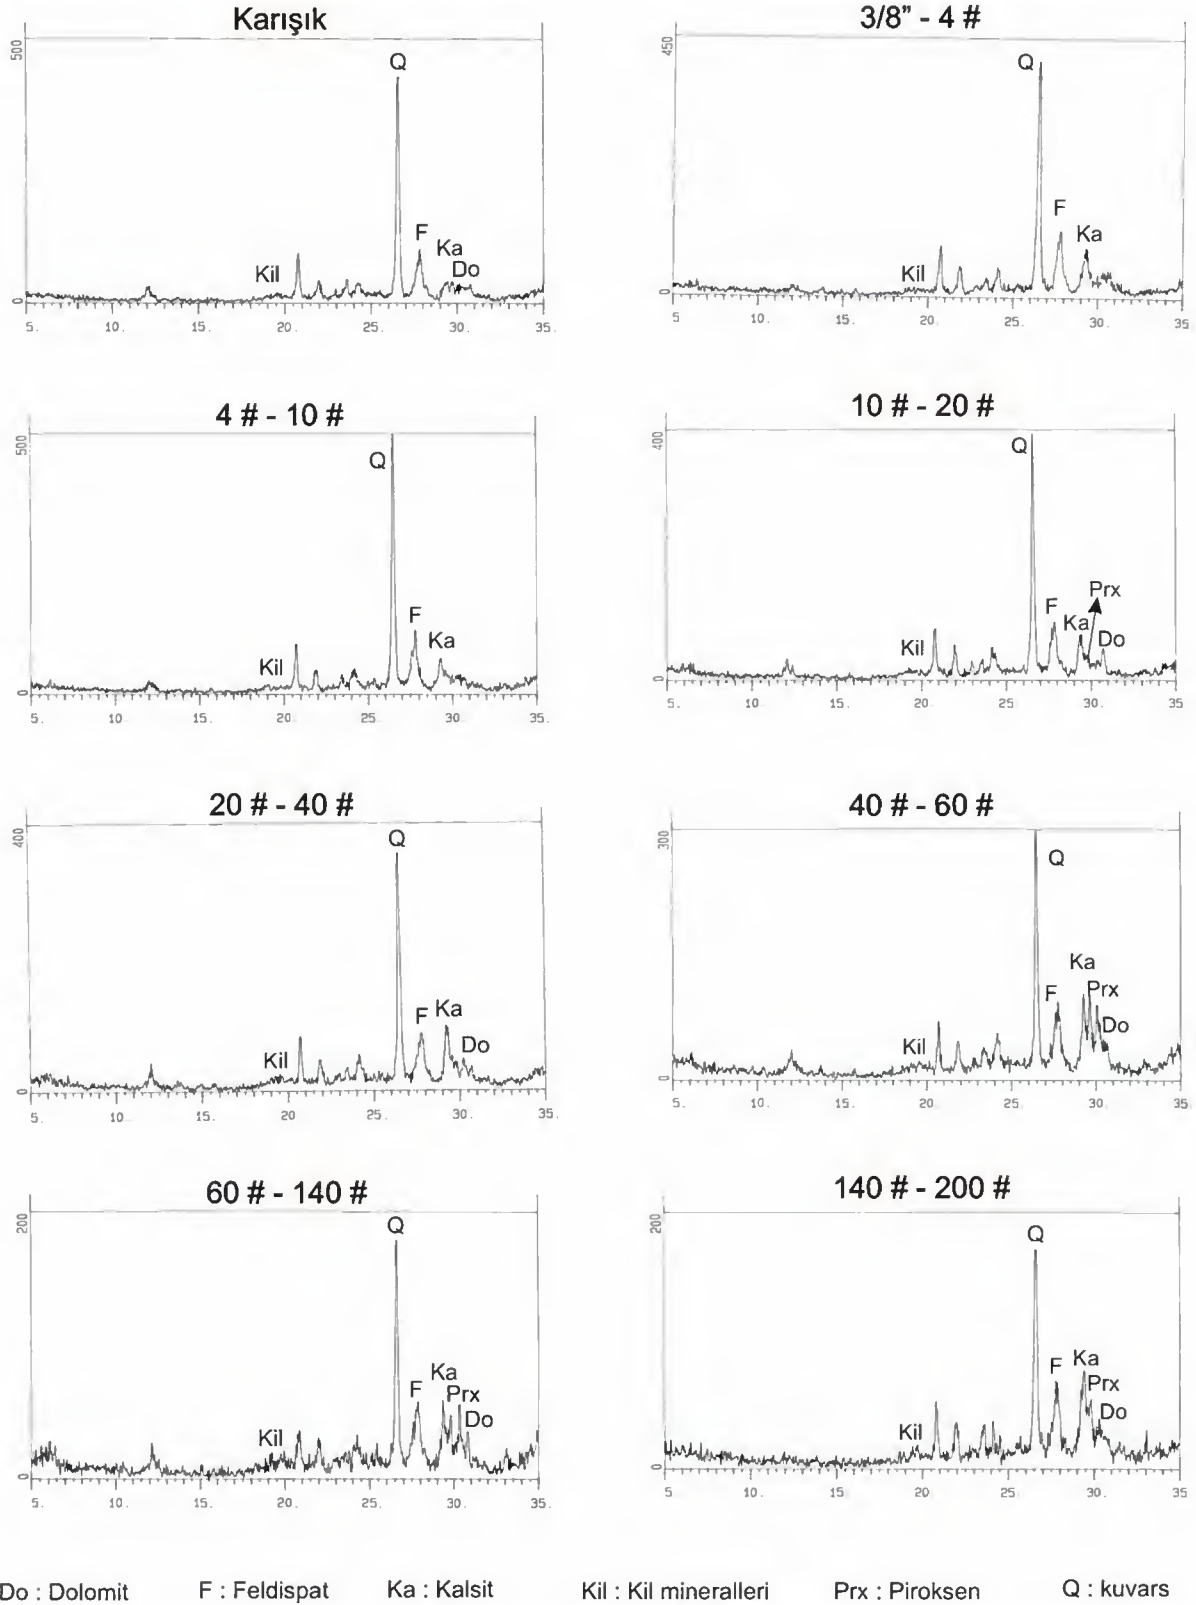 Karışık
500
Q
F
Ka
Kil
Do
0
5. 10. 15. 20. 25. 30. 35.
3/8” - 4 #
450
Q
F
Ka
Kil
0
5 10. 15. 20. 25. 30. 35
4 # - 10 #
500
Q
F
Ka
Kil
0
5. 10. 15. 20. 25. 30. 35.
10 # - 20 #
400
Q
Prx
F
Ka
Kil
Do
0
5 10. 15. 20. 25 30. 35.
20 # - 40 #
400
Q
F
Ka
Kil
Do
0
5. 10. 15. 20 25. 30. 35.
40 # - 60 #
300
Q
Ka
F
Prx
Kil
Do
0
5. 10. 15. 20. 25. 30. 35.
60 # - 140 #
200
Q
Ka
F
Prx
Do
Kil
0
5. 10. 15. 20. 25. 30. 35.
140 # - 200 #
200
Q
Ka
F
Prx
Do
Kil
0
5 10. 15. 20. 25. 30. 35.
Do : Dolomit F : Feldispat Ka : Kalsit Kil : Kil mineralleri Prx : Piroksen Q : kuvars